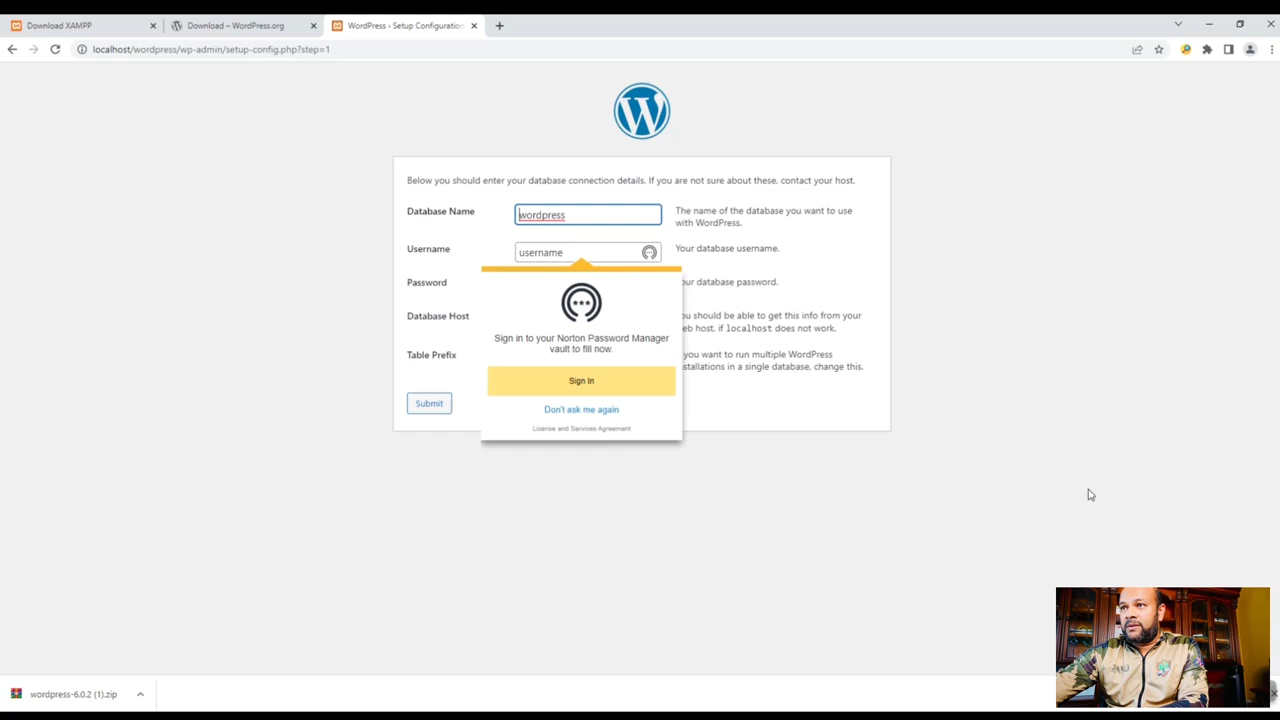 Download XAMPP
Download – WordPress.org
WordPress › Setup Configuration
localhost/wordpress/wp-admin/setup-config.php?step=1
Below you should enter your database connection details. If you are not sure about these, contact your host.
Database Name
wordpress
The name of the database you want to use
with WordPress.
Username
username
Your database username.
Password
our database password.
Database Host
ou should be able to get this info from your
eb host, if localhost does not work.
Table Prefix
you want to run multiple WordPress
stallations in a single database, change this.
Submit
Sign in to your Norton Password Manager
vault to fill now.
Sign In
Don't ask me again
License and Services Agreement
wordpress-6.0.2 (1).zip